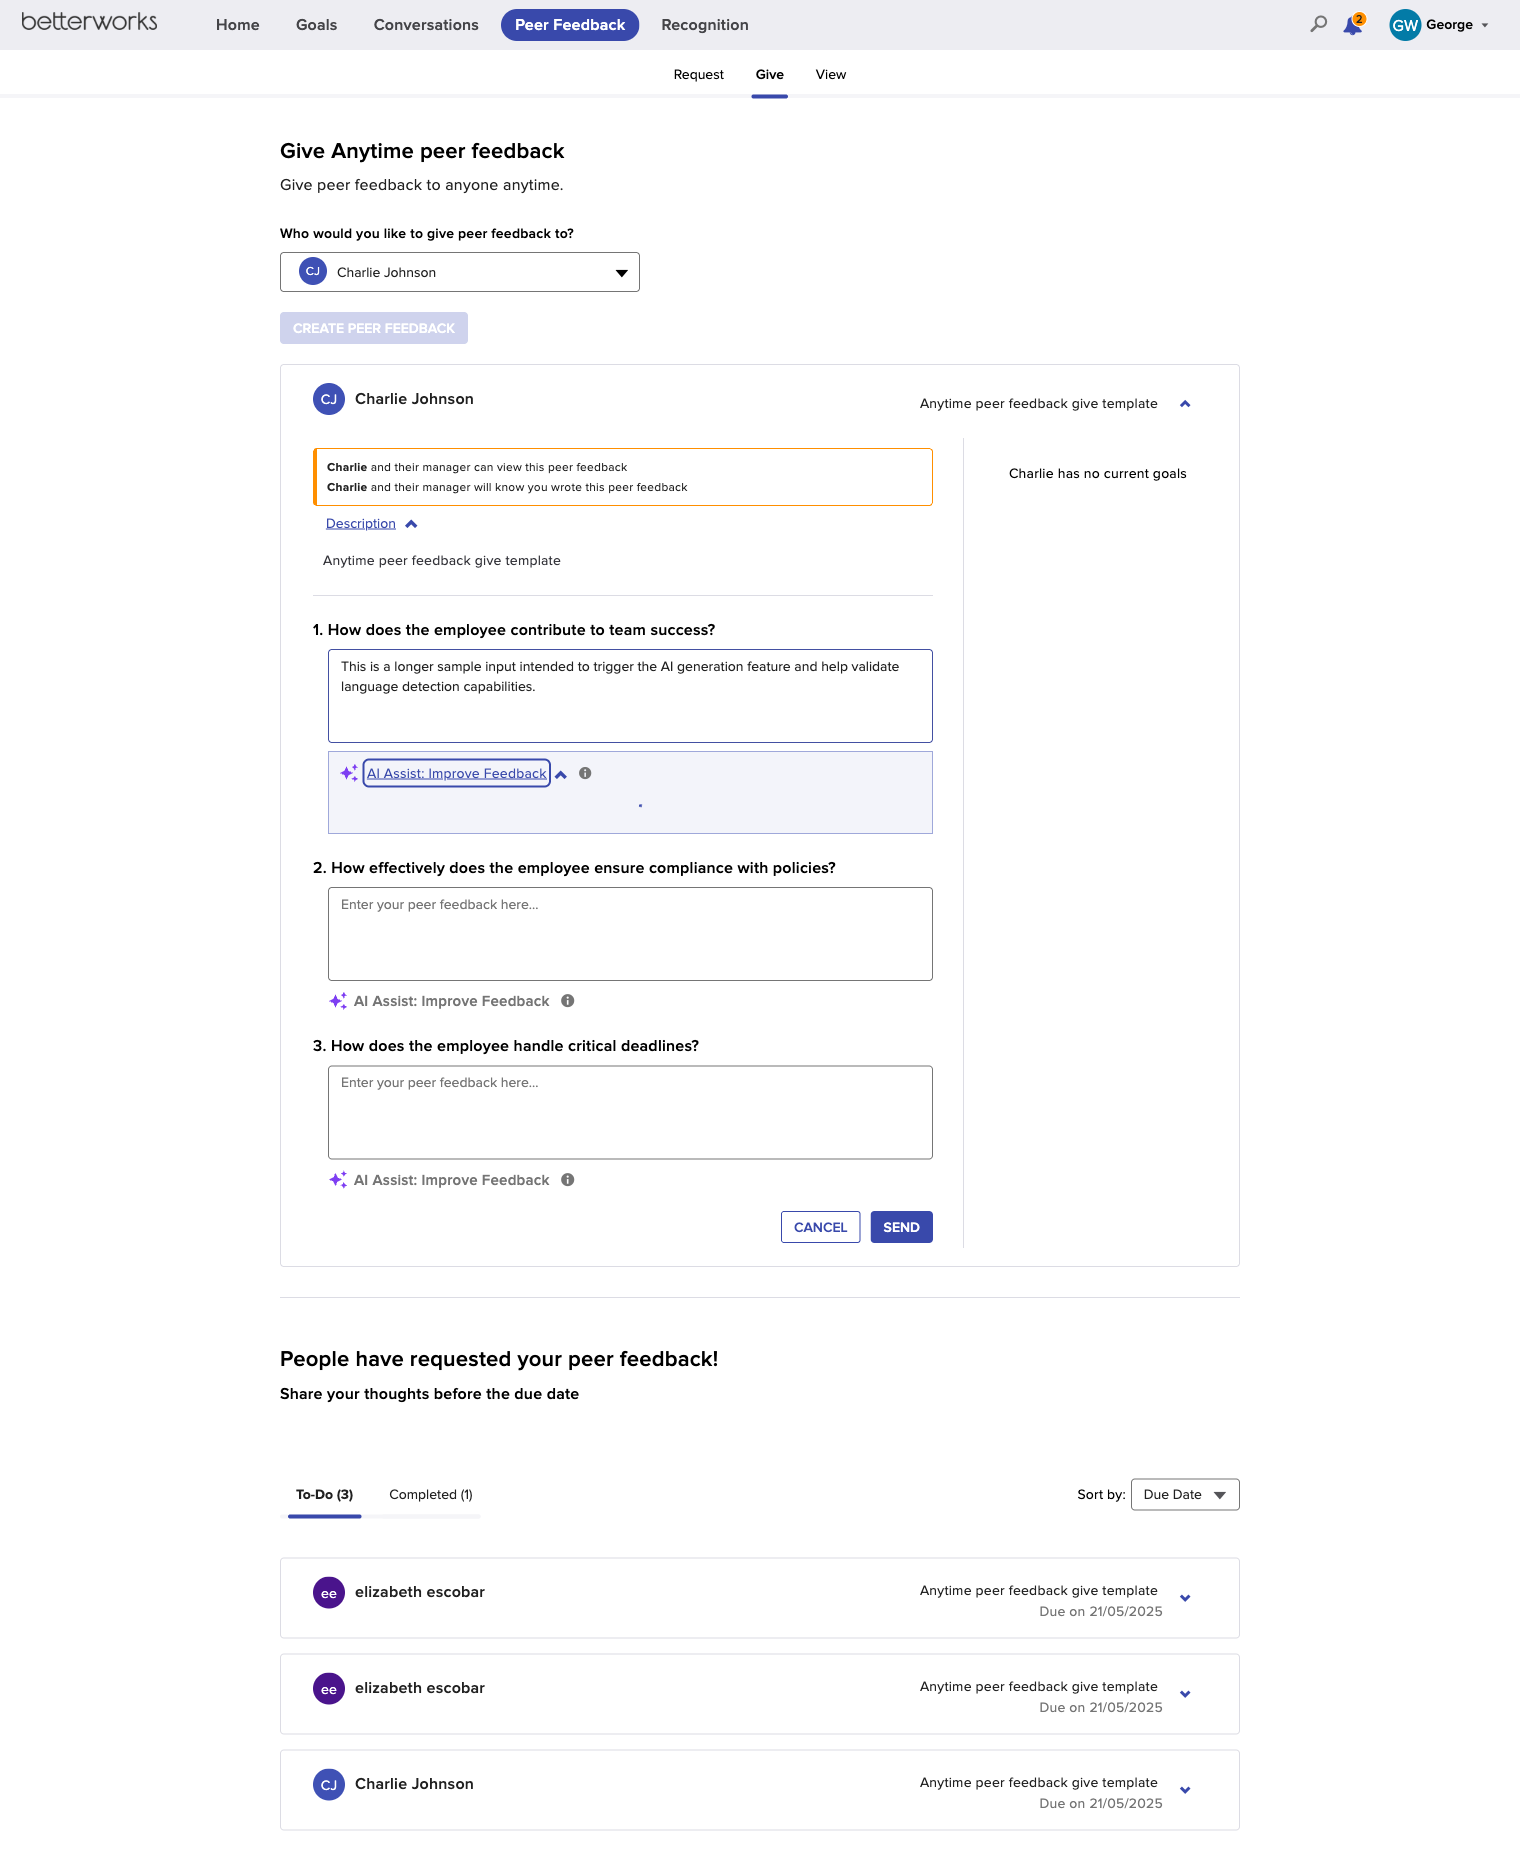 betterworks
Home
Goals
Conversations
Peer Feedback
Recognition
2
GW
George
Request
Give
View
Give Anytime peer feedback
Give peer feedback to anyone anytime.
Who would you like to give peer feedback to?
CJ
Charlie Johnson
CREATE PEER FEEDBACK
CJ
Charlie Johnson
Anytime peer feedback give template
Charlie and their manager can view this peer feedback
Charlie and their manager will know you wrote this peer feedback
Charlie has no current goals
Description
Anytime peer feedback give template
1. How does the employee contribute to team success?
This is a longer sample input intended to trigger the AI generation feature and help validate
language detection capabilities.
AI Assist: Improve Feedback
2. How effectively does the employee ensure compliance with policies?
Enter your peer feedback here...
AI Assist: Improve Feedback
3. How does the employee handle critical deadlines?
Enter your peer feedback here...
AI Assist: Improve Feedback
CANCEL
SEND
People have requested your peer feedback!
Share your thoughts before the due date
To-Do (3)
Completed (1)
Sort by:
Due Date
ee
elizabeth escobar
Anytime peer feedback give template
Due on 21/05/2025
ee
elizabeth escobar
Anytime peer feedback give template
Due on 21/05/2025
CJ
Charlie Johnson
Anytime peer feedback give template
Due on 21/05/2025